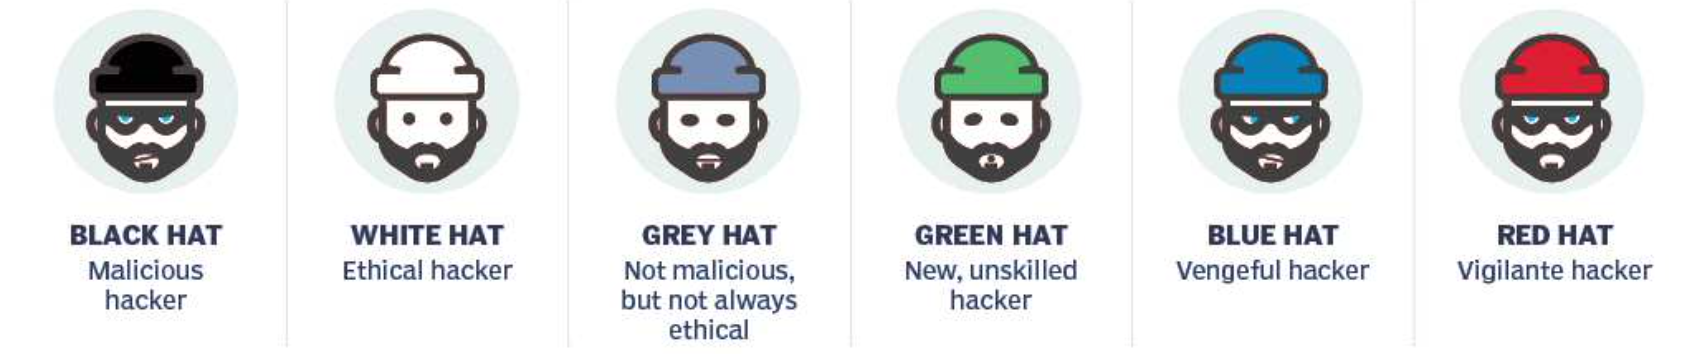 BLACK HAT
Malicious
hacker
WHITE HAT
Ethical hacker
GREY HAT
Not malicious,
but not always
ethical
GREEN HAT
New, unskilled
hacker
BLUE HAT
Vengeful hacker
RED HAT
Vigilante hacker